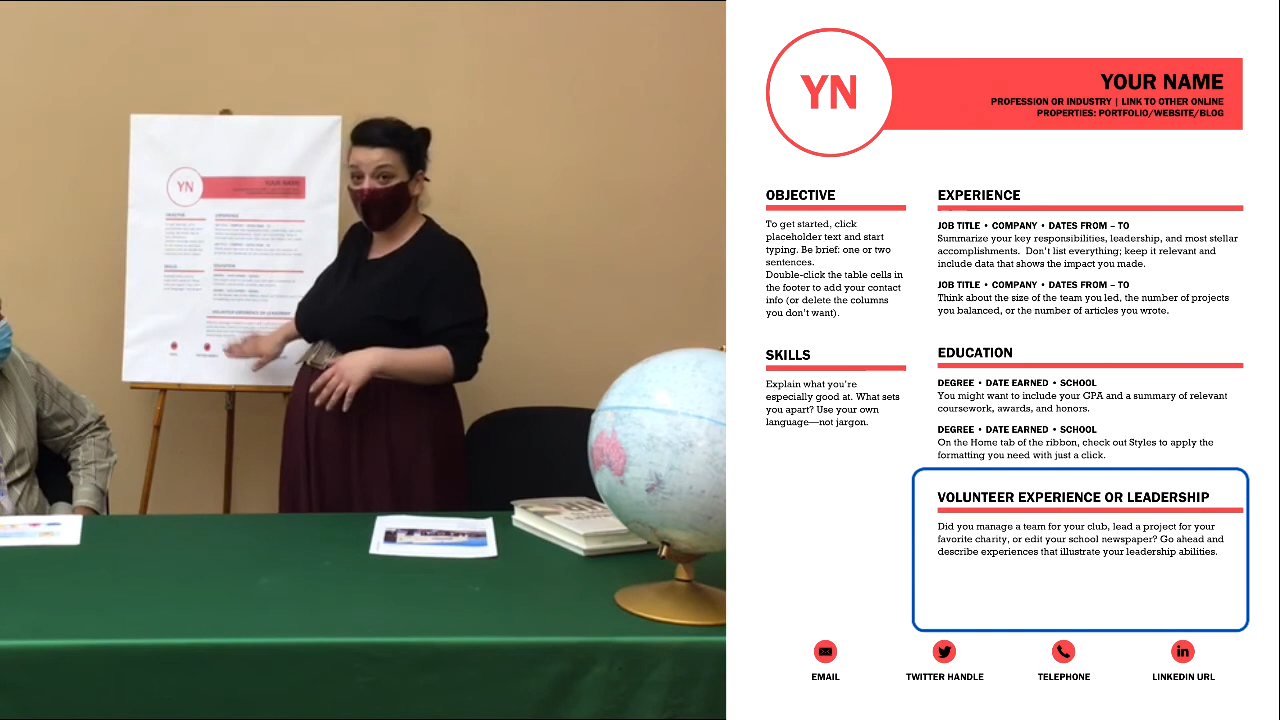 YN
YOUR NAME
PROFESSION OR INDUSTRY | LINK TO OTHER ONLINE
PROPERTIES: PORTFOLIO/WEBSITE/BLOG
OBJECTIVE
To get started, click
placeholder text and start
typing. Be brief: one or two
sentences.
Double-click the table cells in
the footer to add your contact
info (or delete the columns
you don't want).
SKILLS
Explain what you're
especially good at. What sets
you apart? Use your own
language—not jargon.
EXPERIENCE
JOB TITLE • COMPANY • DATES FROM – TO
Summarize your key responsibilities, leadership, and most stellar
accomplishments. Don't list everything; keep it relevant and
include data that shows the impact you made.
JOB TITLE • COMPANY • DATES FROM – TO
Think about the size of the team you led, the number of projects
you balanced, or the number of articles you wrote.
EDUCATION
DEGREE • DATE EARNED • SCHOOL
You might want to include your GPA and a summary of relevant
coursework, awards, and honors.
DEGREE • DATE EARNED • SCHOOL
On the Home tab of the ribbon, check out Styles to apply the
formatting you need with just a click.
VOLUNTEER EXPERIENCE OR LEADERSHIP
Did you manage a team for your club, lead a project for your
favorite charity, or edit your school newspaper? Go ahead and
describe experiences that illustrate your leadership abilities.
EMAIL
TWITTER HANDLE
TELEPHONE
LINKEDIN URL
YN
YOUR NAME
OBJECTIVE
EXPERIENCE
SKILLS
EDUCATION
VOLUNTEER EXPERIENCE OR LEADERSHIP